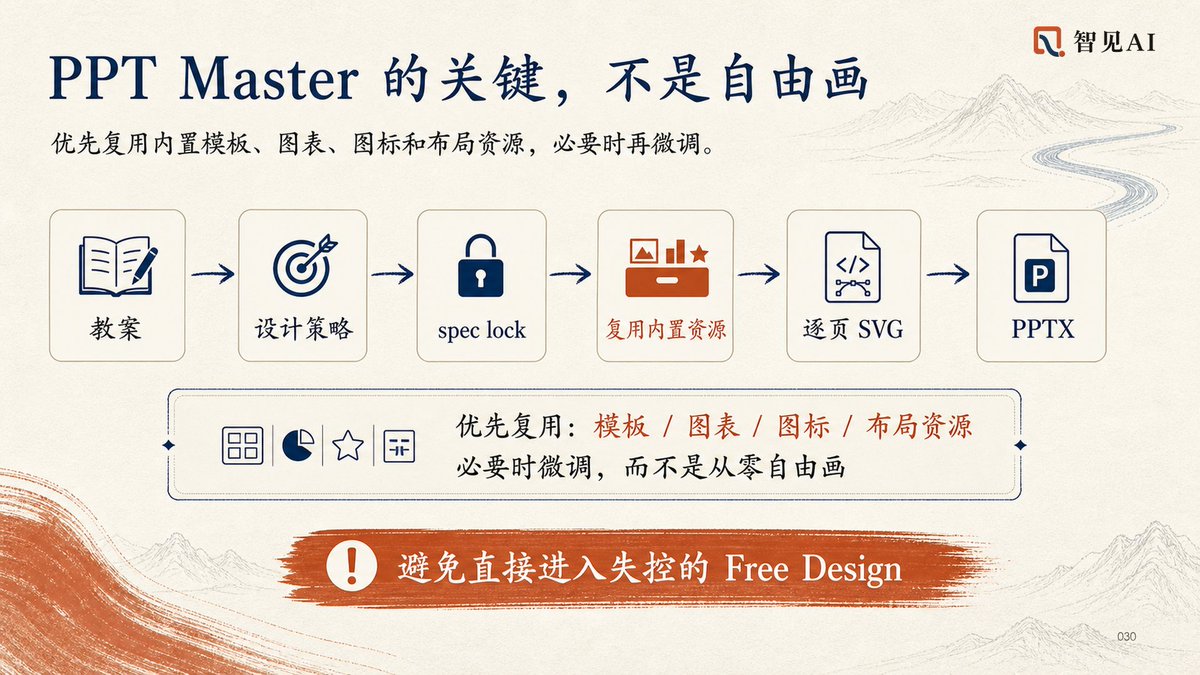 智见AI
PPT Master 的关键，不是自由画
优先复用内置模板、图表、图标和布局资源，必要时再微调。
教案
设计策略
spec lock
复用内置资源
</>
逐页 SVG
P
PPTX
优先复用：模板 / 图表 / 图标 / 布局资源
必要时微调，而不是从零自由画
! 避免直接进入失控的 Free Design
030